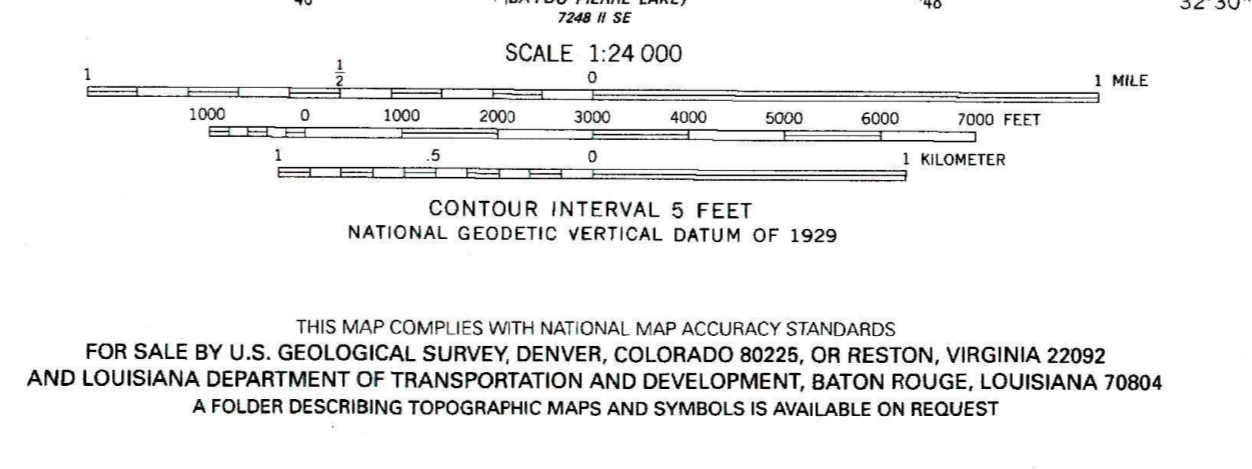 7248 II SE
32°30'
SCALE 1:24 000
1 1/2 0 1 MILE
1000 0 1000 2000 3000 4000 5000 6000 7000 FEET
1 .5 0 1 KILOMETER
CONTOUR INTERVAL 5 FEET
NATIONAL GEODETIC VERTICAL DATUM OF 1929
THIS MAP COMPLIES WITH NATIONAL MAP ACCURACY STANDARDS
FOR SALE BY U.S. GEOLOGICAL SURVEY, DENVER, COLORADO 80225, OR RESTON, VIRGINIA 22092
AND LOUISIANA DEPARTMENT OF TRANSPORTATION AND DEVELOPMENT, BATON ROUGE, LOUISIANA 70804
A FOLDER DESCRIBING TOPOGRAPHIC MAPS AND SYMBOLS IS AVAILABLE ON REQUEST